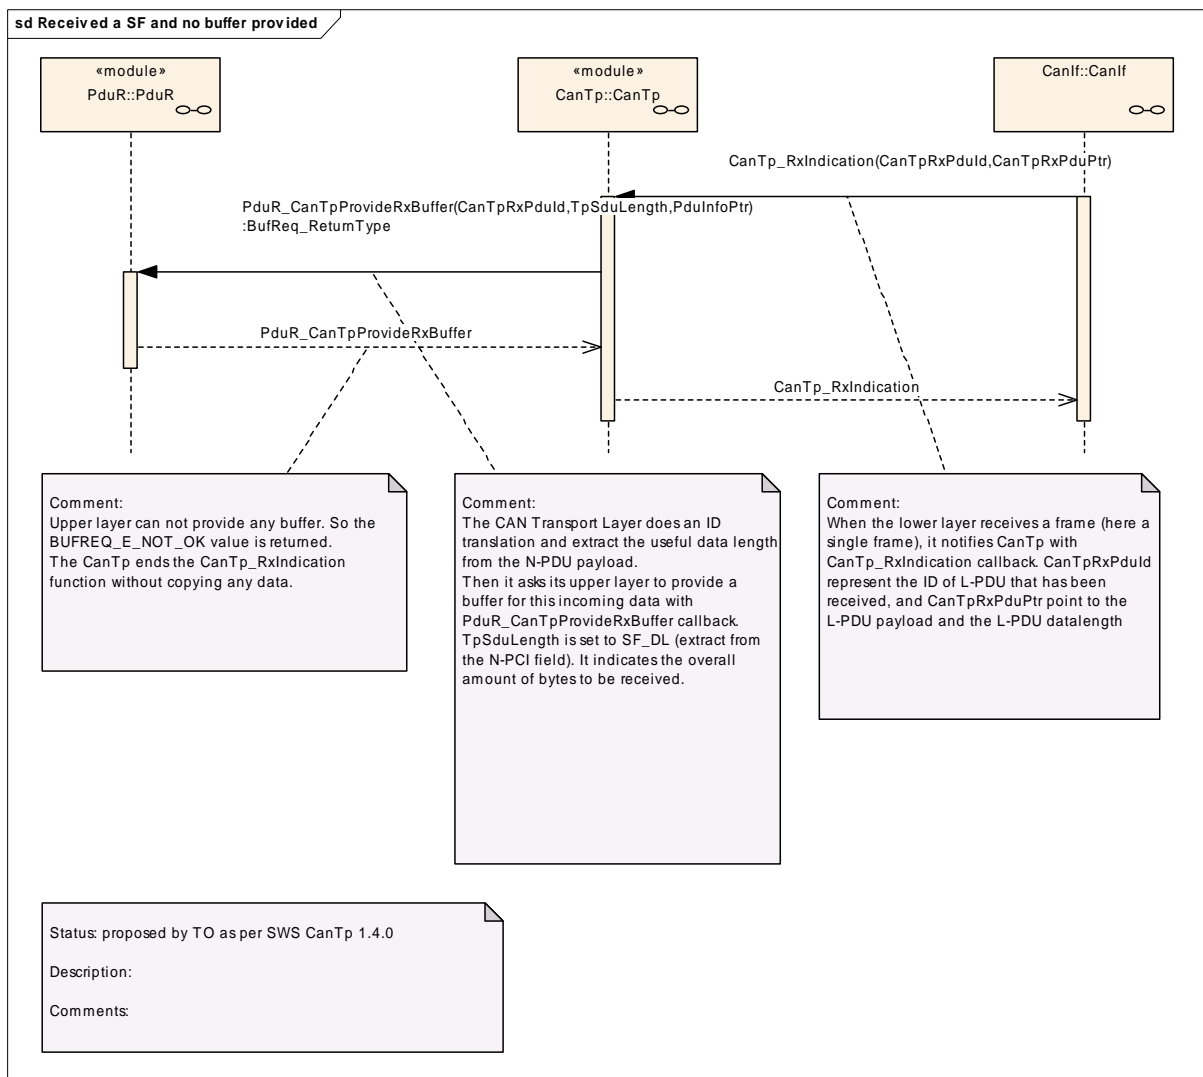 sd Received a SF and no buffer provided
«module»
PduR::PduR
«module»
CanTp::CanTp
CanIf::CanIf
CanTp_RxIndication(CanTpRxPduId,CanTpRxPduPtr)
PduR_CanTpProvideRxBuffer(CanTpRxPduId,TpSduLength,PduInfoPtr)
:BufReq_ReturnType
PduR_CanTpProvideRxBuffer
CanTp_RxIndication
Comment:
Upper layer can not provide any buffer. So the
BUFREQ_E_NOT_OK value is returned.
The CanTp ends the CanTp_RxIndication
function without copying any data.
Comment:
The CAN Transport Layer does an ID
translation and extract the useful data length
from the N-PDU payload.
Then it asks its upper layer to provide a
buffer for this incoming data with
PduR_CanTpProvideRxBuffer callback.
TpSduLength is set to SF_DL (extract from
the N-PCI field). It indicates the overall
amount of bytes to be received.
Comment:
When the lower layer receives a frame (here a
single frame), it notifies CanTp with
CanTp_RxIndication callback. CanTpRxPduId
represent the ID of L-PDU that has been
received, and CanTpRxPduPtr point to the
L-PDU payload and the L-PDU datalength
Status: proposed by TO as per SWS CanTp 1.4.0
Description:
Comments: